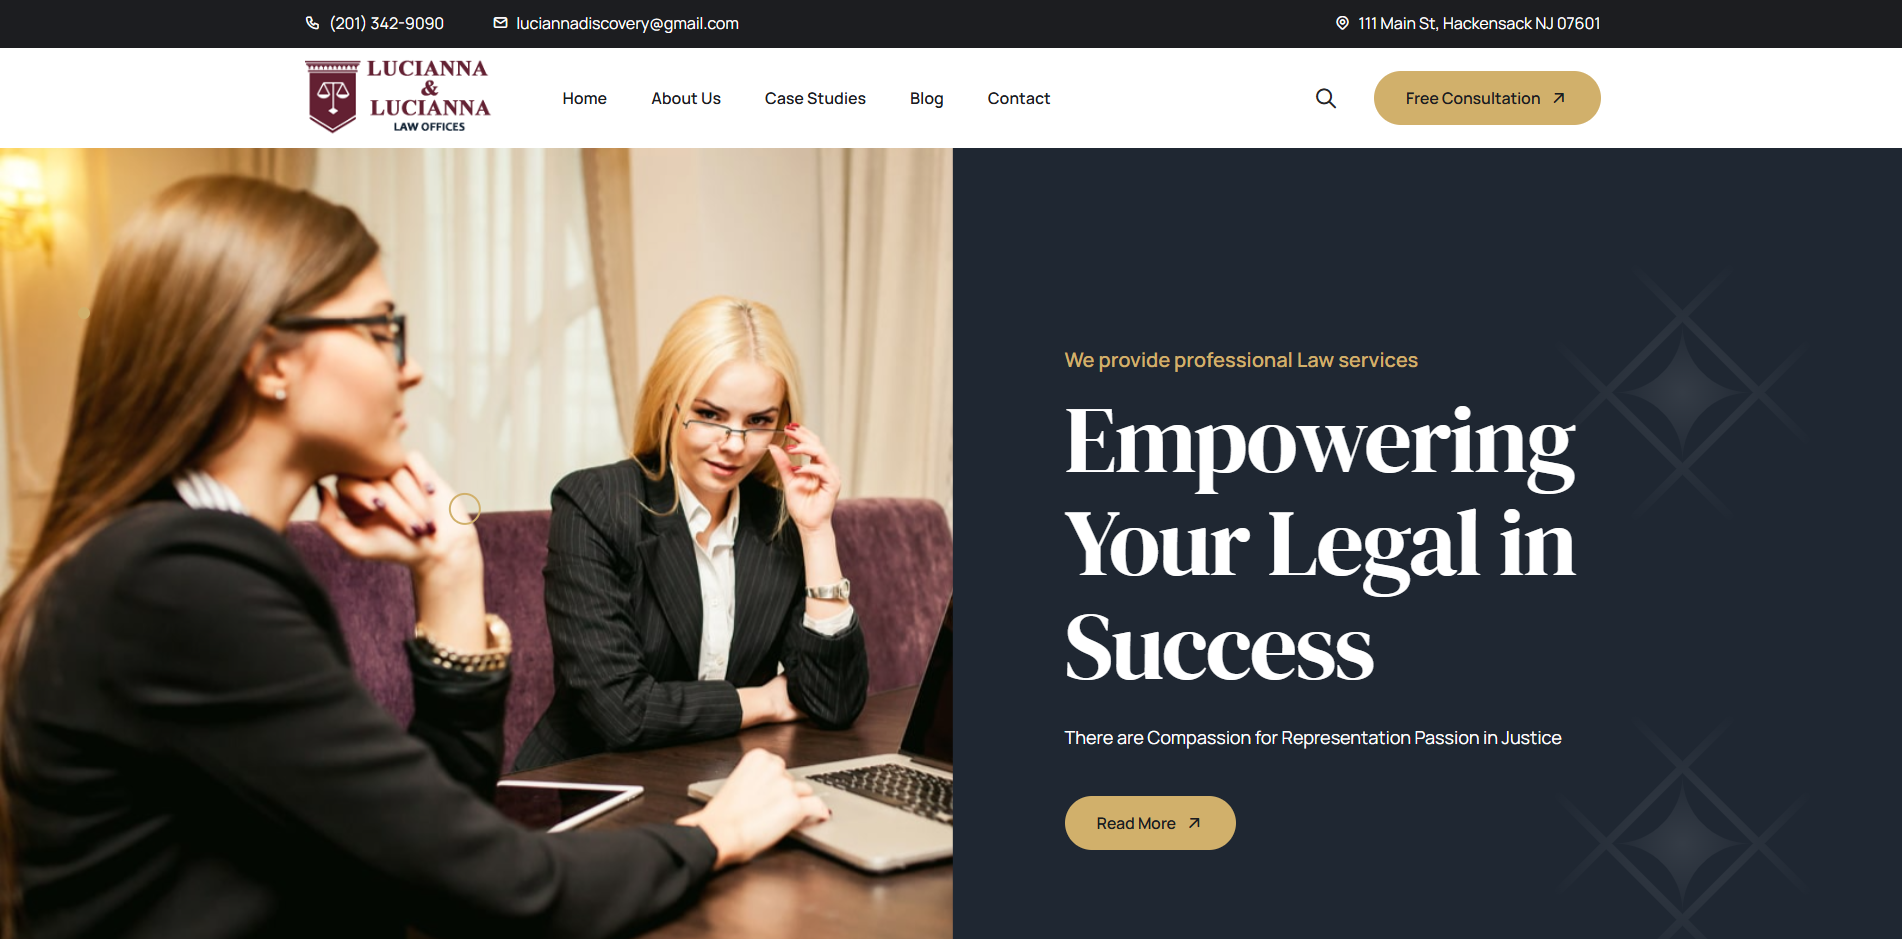 (201) 342-9090
luciannadiscovery@gmail.com
111 Main St, Hackensack NJ 07601
LUCIANNA
&
LUCIANNA
LAW OFFICES
Home
About Us
Case Studies
Blog
Contact
Free Consultation
We provide professional Law services
Empowering
Your Legal in
Success
There are Compassion for Representation Passion in Justice
Read More